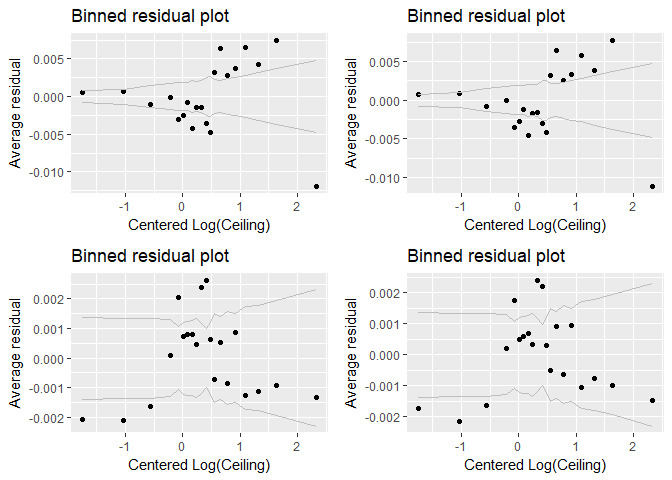 Binned residual plot
Average residual
0.005
0.000
-0.005
-0.010
-1
0
1
2
Centered Log(Ceiling)
Binned residual plot
Average residual
0.005
0.000
-0.005
-0.010
-1
0
1
2
Centered Log(Ceiling)
Binned residual plot
Average residual
0.002
0.001
0.000
-0.001
-0.002
-1
0
1
2
Centered Log(Ceiling)
Binned residual plot
Average residual
0.002
0.001
0.000
-0.001
-0.002
-1
0
1
2
Centered Log(Ceiling)